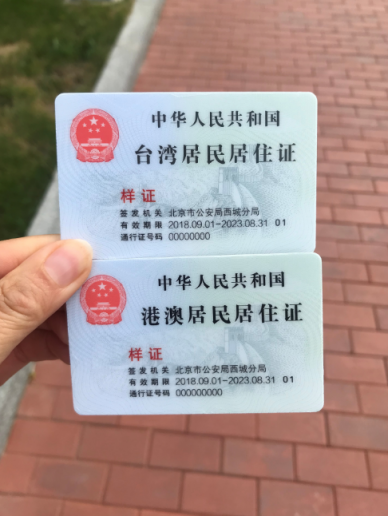 中华人民共和国
台湾居民居住证
样证
签发机关 北京市公安局西城分局
有效期限 2018.09.01-2023.08.31 01
通行证号码 00000000
中华人民共和国
港澳居民居住证
样证
签发机关 北京市公安局西城分局
有效期限 2018.09.01-2023.08.31 01
通行证号码 000000000